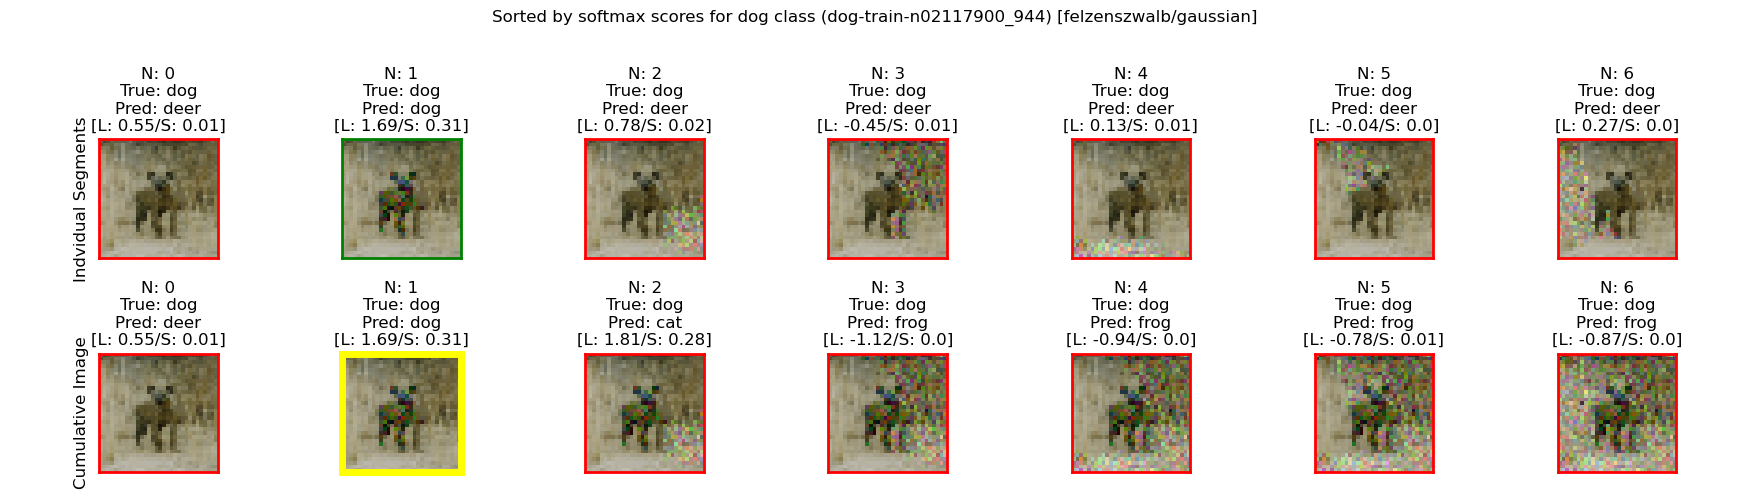 Sorted by softmax scores for dog class (dog-train-n02117900_944) [felzenszwalb/gaussian]
Indvidual Segments
N: 0
True: dog
Pred: deer
[L: 0.55/S: 0.01]
N: 1
True: dog
Pred: dog
[L: 1.69/S: 0.31]
N: 2
True: dog
Pred: deer
[L: 0.78/S: 0.02]
N: 3
True: dog
Pred: deer
[L: -0.45/S: 0.01]
N: 4
True: dog
Pred: deer
[L: 0.13/S: 0.01]
N: 5
True: dog
Pred: deer
[L: -0.04/S: 0.0]
N: 6
True: dog
Pred: deer
[L: 0.27/S: 0.0]
Cumulative Image
N: 0
True: dog
Pred: deer
[L: 0.55/S: 0.01]
N: 1
True: dog
Pred: dog
[L: 1.69/S: 0.31]
N: 2
True: dog
Pred: cat
[L: 1.81/S: 0.28]
N: 3
True: dog
Pred: frog
[L: -1.12/S: 0.0]
N: 4
True: dog
Pred: frog
[L: -0.94/S: 0.0]
N: 5
True: dog
Pred: frog
[L: -0.78/S: 0.01]
N: 6
True: dog
Pred: frog
[L: -0.87/S: 0.0]